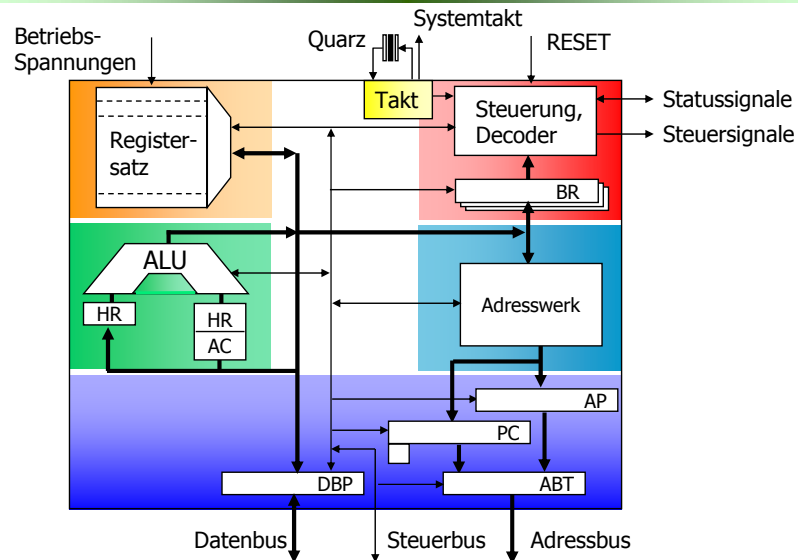 Systemtakt
Betriebs-
Spannungen
Quarz
RESET
Takt
Steuerung,
Decoder
Statussignale
Steuersignale
Register-
satz
BR
ALU
Adresswerk
HR
HR
AC
AP
PC
DBP
ABT
Datenbus
Steuerbus
Adressbus